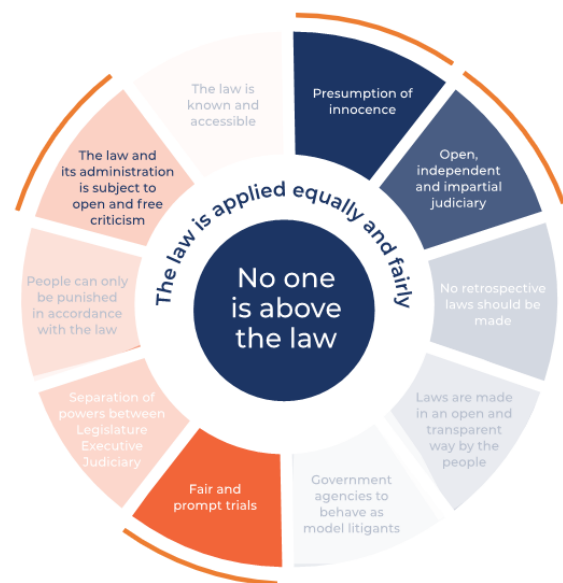 The law is
known and
accessible
Presumption of
innocence
Open,
independent
and impartial
judiciary
No retrospective
laws should be
made
Laws are made
in an open and
transparent
way by the
people
Government
agencies to
behave as
model litigants
Fair and
prompt trials
Separation of
powers between
Legislature
Executive
Judiciary
People can only
be punished
in accordance
with the law
The law and
its administration
is subject to
open and free
criticism
The law is applied equally and fairly
No one
is above
the law